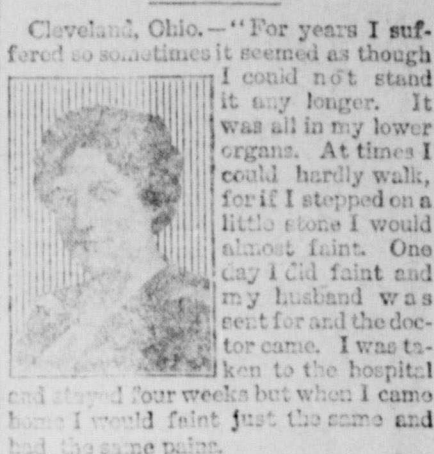 Cleveland, Ohio.—"For years I suf-
fered so sometimes it seemed as though
I could not stand
it any longer. It
was all in my lower
organs. At times I
could hardly walk,
for if I stepped on a
little stone I would
almost faint. One
day I did faint and
my husband was
sent for and the doc-
tor came. I was ta-
ken to the hospital
and stayed four weeks but when I came
home I would faint just the same and
had the same pains.